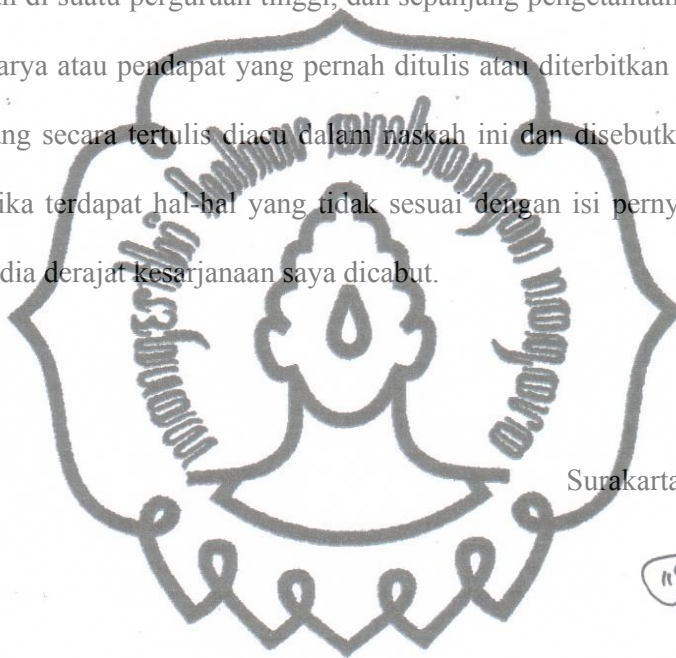 di suatu perguruan tinggi, dan sepanjang pengetahuan
arya atau pendapat yang pernah ditulis atau diterbitkan
ng secara tertulis diacu dalam naskah ini dan disebutk
ika terdapat hal-hal yang tidak sesuai dengan isi perny
dia derajat kesarjanaan saya dicabut.
Surakarta